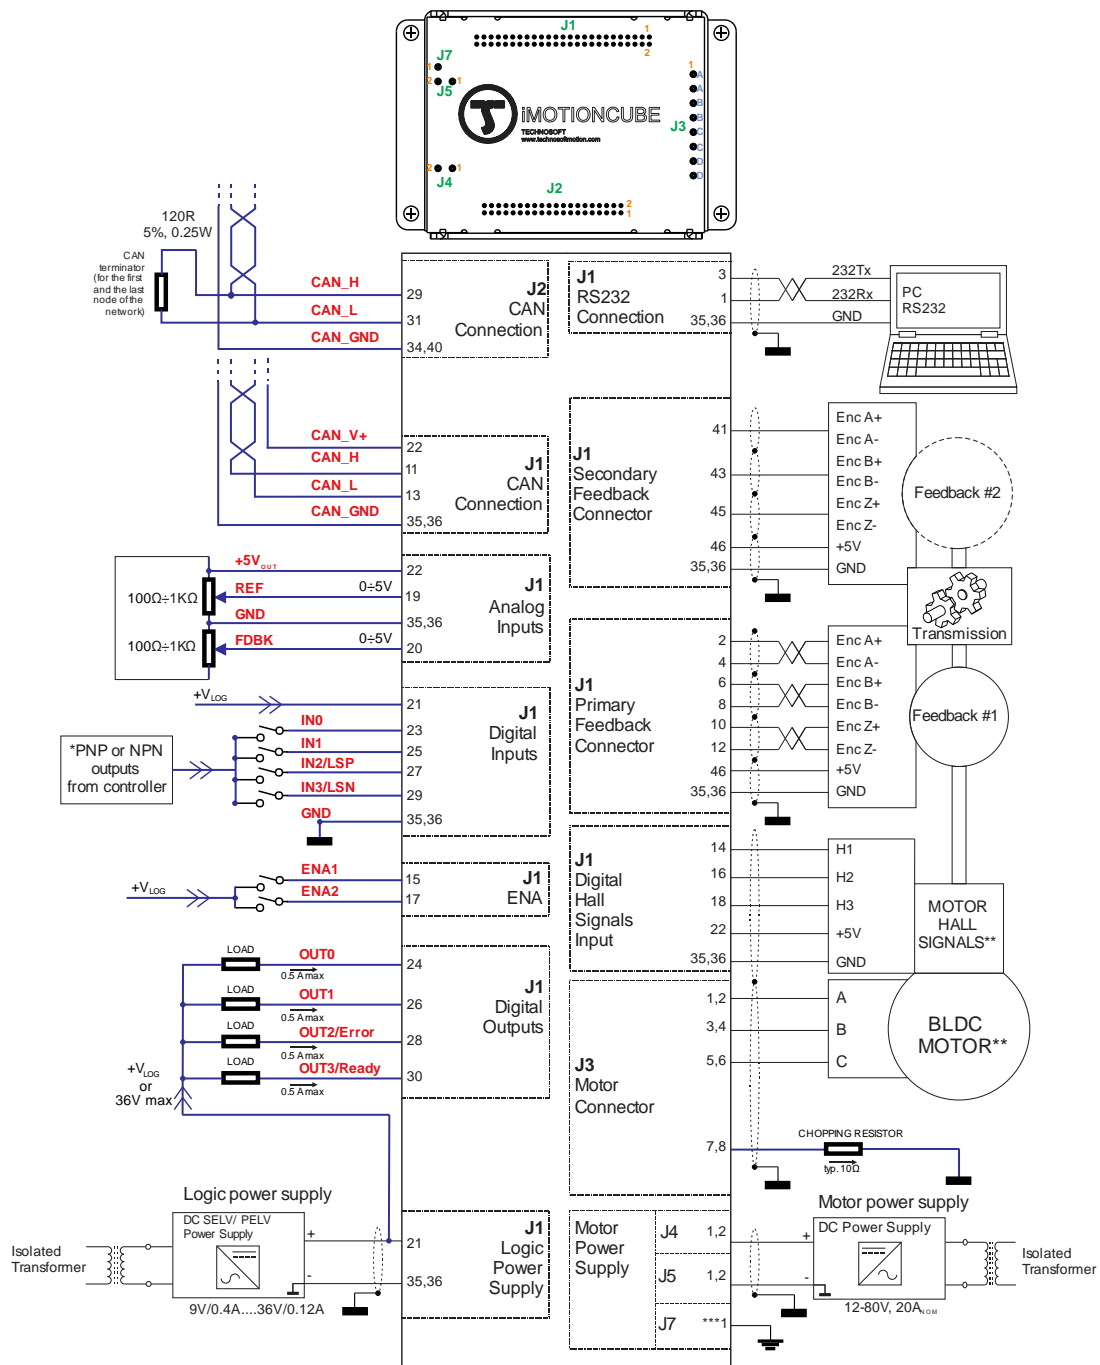 J1
1
2
J7
1
2
1
J5
iMOTIONCUBE
TECHNOSOFT
www.technosoftmotion.com
1
A
A
B
B
J3
C
C
D
D
2
1
J4
J2
2
1
120R
5%, 0.25W
CAN
terminator
(for the first
and the last
node of the
network)
CAN_H
29
CAN_L
31
CAN_GND
34,40
J2
CAN
Connection
CAN_V+
22
CAN_H
11
CAN_L
13
CAN_GND
35,36
J1
CAN
Connection
+5VOUT
22
REF
0÷5V
19
100Ω÷1KΩ
GND
35,36
100Ω÷1KΩ
FDBK
0÷5V
20
J1
Analog
Inputs
+VLOG
21
IN0
23
IN1
25
IN2/LSP
27
IN3/LSN
29
GND
35,36
*PNP or NPN
outputs
from controller
J1
Digital
Inputs
ENA1
15
+VLOG
ENA2
17
J1
ENA
LOAD
OUT0
24
0.5 A max
LOAD
OUT1
26
0.5 A max
LOAD
OUT2/Error
28
0.5 A max
LOAD
OUT3/Ready
30
0.5 A max
+VLOG
or
36V max
J1
Digital
Outputs
Logic power supply
DC SELV/ PELV
Power Supply
+
-
Isolated
Transformer
9V/0.4A....36V/0.12A
21
35,36
J1
Logic
Power
Supply
J1
RS232
Connection
3
1
35,36
232Tx
232Rx
GND
PC
RS232
J1
Secondary
Feedback
Connector
41
43
45
46
35,36
Enc A+
Enc A-
Enc B+
Enc B-
Enc Z+
Enc Z-
+5V
GND
Feedback #2
Transmission
J1
Primary
Feedback
Connector
2
4
6
8
10
12
46
35,36
Enc A+
Enc A-
Enc B+
Enc B-
Enc Z+
Enc Z-
+5V
GND
Feedback #1
J1
Digital
Hall
Signals
Input
14
16
18
22
35,36
H1
H2
H3
+5V
GND
MOTOR
HALL
SIGNALS**
J3
Motor
Connector
1,2
3,4
5,6
7,8
A
B
C
BLDC
MOTOR**
CHOPPING RESISTOR
typ. 10Ω
Motor
Power
Supply
J4
1,2
J5
1,2
J7
***1
Motor power supply
DC Power Supply
+
-
Isolated
Transformer
12-80V, 20ANOM